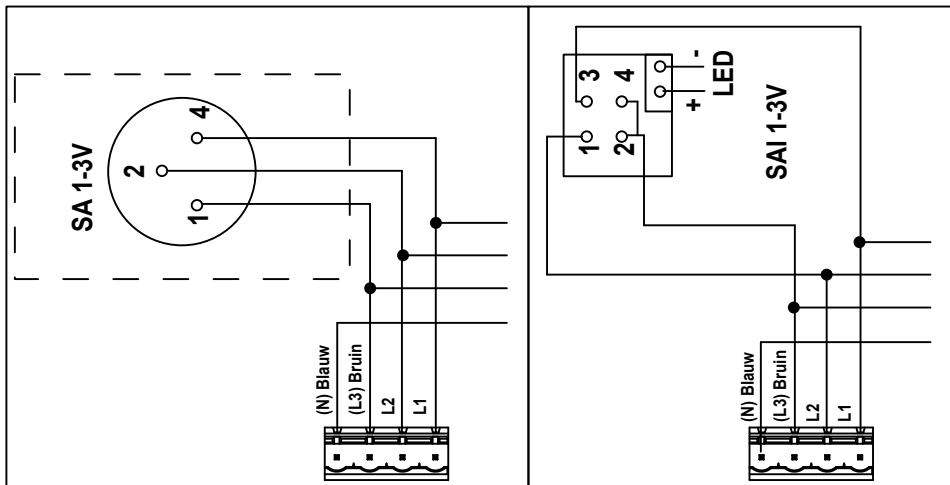 SA 1-3V
4
2
1
(N) Blauw
(L3) Bruin
L2
L1
3
4
1
2
-
+
LED
SAI 1-3V
(N) Blauw
(L3) Bruin
L2
L1